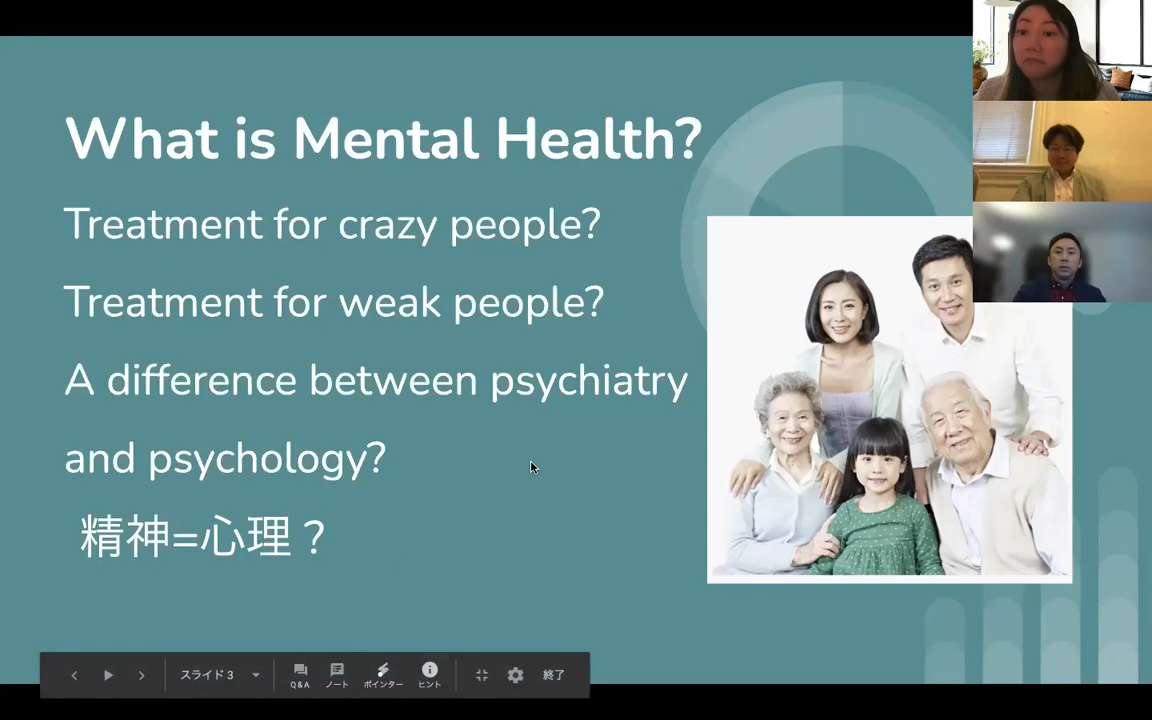 What is Mental Health?
Treatment for crazy people?
Treatment for weak people?
A difference between psychiatry
and psychology?
精神=心理？
スライド 3
Q&A
ノート
ポインター
ヒント
終了